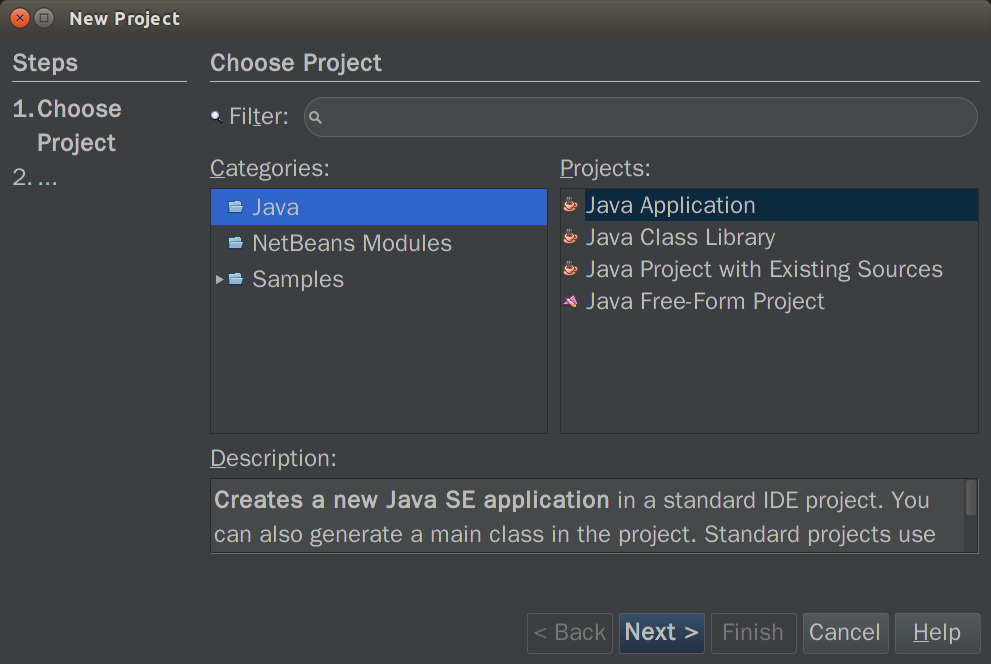 New Project
Steps
1. Choose
Project
2. ...
Choose Project
Filter:
Categories:
Java
NetBeans Modules
Samples
Projects:
Java Application
Java Class Library
Java Project with Existing Sources
Java Free-Form Project
Description:
Creates a new Java SE application in a standard IDE project. You
can also generate a main class in the project. Standard projects use
< Back
Next >
Finish
Cancel
Help